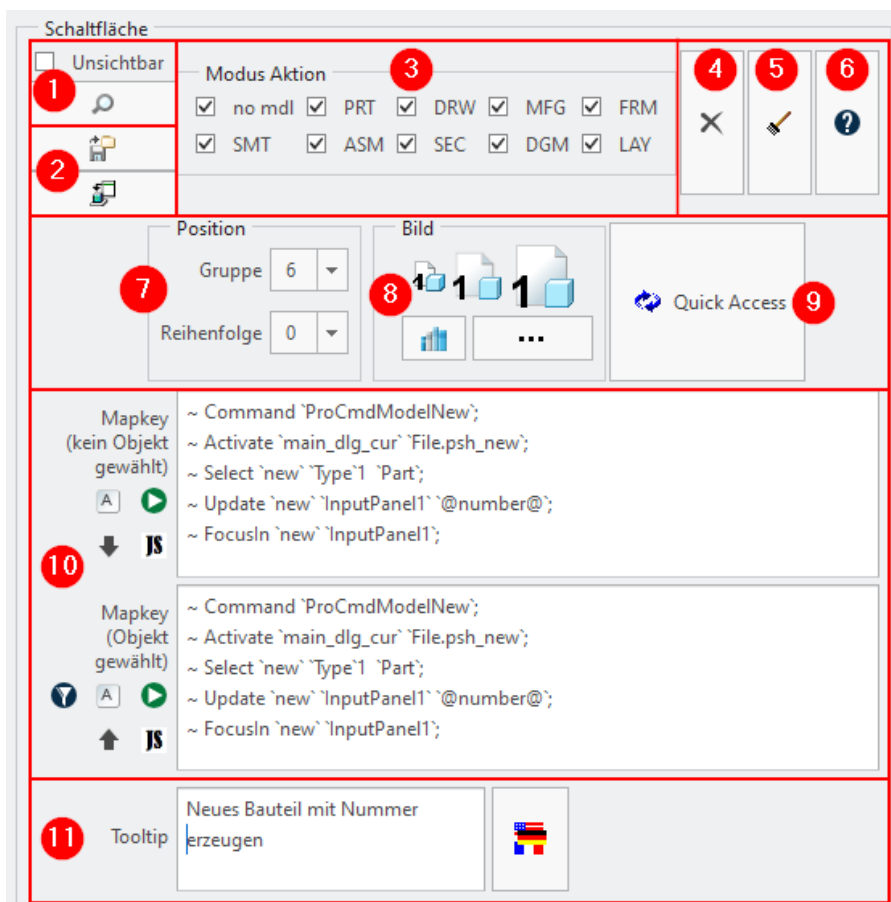 Schaltfläche
Unsichtbar
1
2
Modus Aktion
3
no mdl PRT DRW MFG FRM
SMT ASM SEC DGM LAY
4
5
6
?
Position
7
Gruppe 6
Reihenfolge 0
Bild
8
1 1 1
...
Quick Access
9
Mapkey
(kein Objekt
gewählt)
A
JS
~ Command `ProCmdModelNew`;
~ Activate `main_dlg_cur` `File.psh_new`;
~ Select `new` `Type`1  `Part`;
~ Update `new` `InputPanel1` `@number@`;
~ FocusIn `new` `InputPanel1`;
10
Mapkey
(Objekt
gewählt)
A
JS
~ Command `ProCmdModelNew`;
~ Activate `main_dlg_cur` `File.psh_new`;
~ Select `new` `Type`1  `Part`;
~ Update `new` `InputPanel1` `@number@`;
~ FocusIn `new` `InputPanel1`;
11
Tooltip
Neues Bauteil mit Nummer
erzeugen